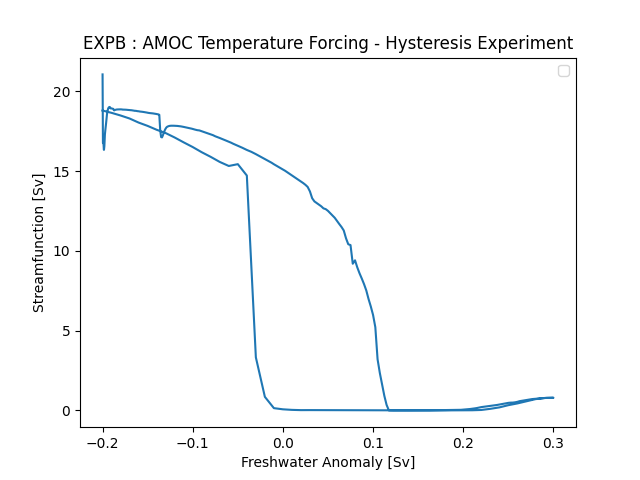 EXPB : AMOC Temperature Forcing - Hysteresis Experiment
20
15
10
5
0
Streamfunction [Sv]
−0.2 −0.1 0.0 0.1 0.2 0.3
Freshwater Anomaly [Sv]